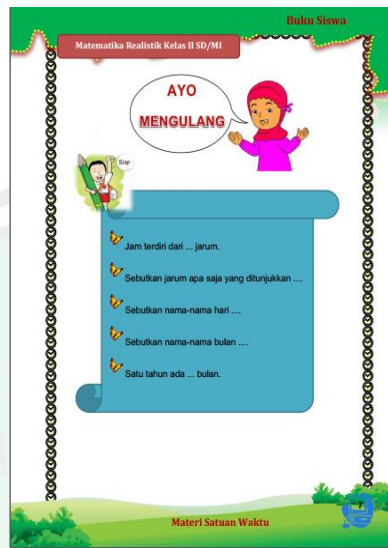 Buku Siswa
Matematika Realistik Kelas II SD/MI
AYO
MENGULANG
Siap
Jam terdiri dari ... jarum.
Sebutkan jarum apa saja yang ditunjukkan ....
Sebutkan nama-nama hari ....
Sebutkan nama-nama bulan ....
Satu tahun ada ... bulan.
7
Materi Satuan Waktu